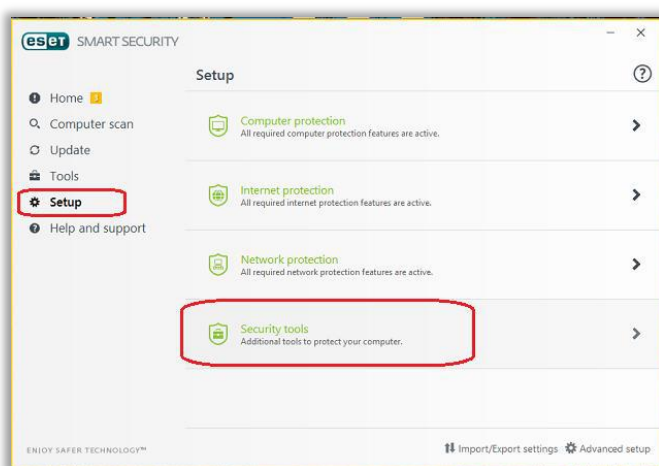 eset SMART SECURITY
Setup
Home
Computer scan
Update
Tools
Setup
Help and support
Computer protection
All required computer protection features are active.
Internet protection
All required internet protection features are active.
Network protection
All required network protection features are active.
Security tools
Additional tools to protect your computer.
ENJOY SAFER TECHNOLOGY™
Import/Export settings Advanced setup